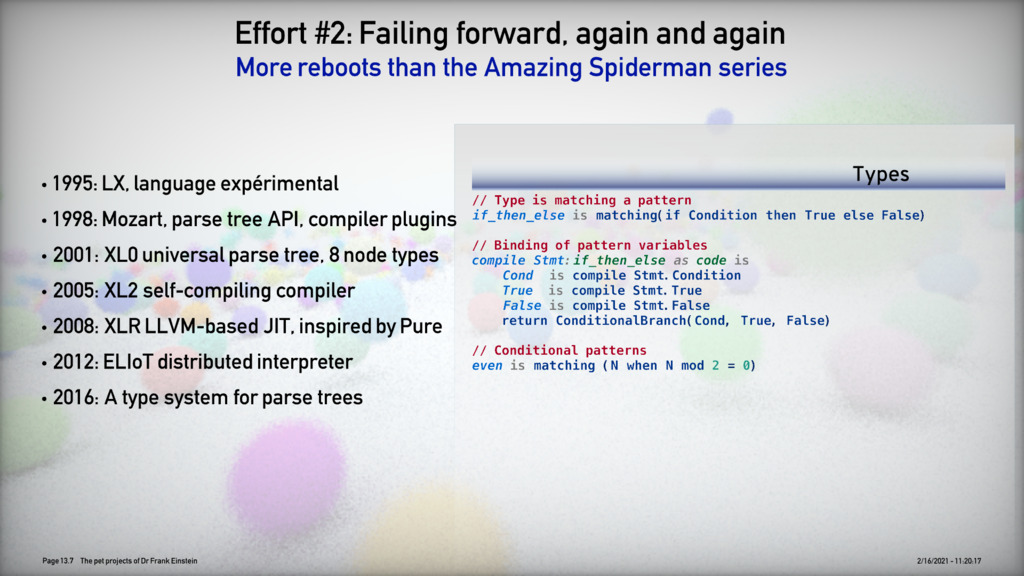 Effort #2: Failing forward, again and again
More reboots than the Amazing Spiderman series
• 1995: LX, language expérimental
• 1998: Mozart, parse tree API, compiler plugins
• 2001: XL0 universal parse tree, 8 node types
• 2005: XL2 self-compiling compiler
• 2008: XLR LLVM-based JIT, inspired by Pure
• 2012: ELIoT distributed interpreter
• 2016: A type system for parse trees
Types
// Type is matching a pattern
if_then_else is matching(if Condition then True else False)
// Binding of pattern variables
compile Stmt:if_then_else as code is
Cond is compile Stmt.Condition
True is compile Stmt.True
False is compile Stmt.False
return ConditionalBranch(Cond, True, False)
// Conditional patterns
even is matching (N when N mod 2 = 0)
Page 13.7 The pet projects of Dr Frank Einstein
2/16/2021 - 11:20:17